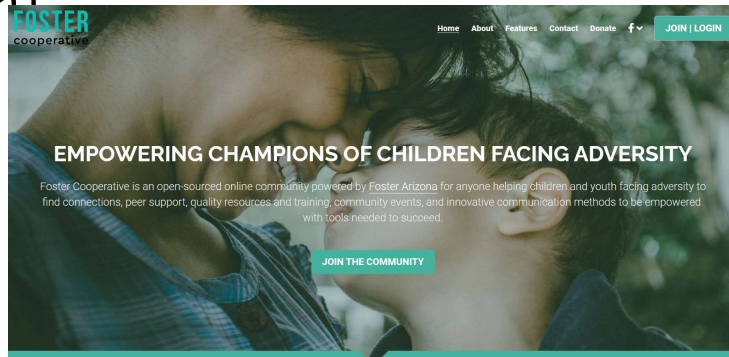 FOSTER
cooperative
Home About Features Contact Donate JOIN | LOGIN
EMPOWERING CHAMPIONS OF CHILDREN FACING ADVERSITY
Foster Cooperative is an open-sourced online community powered by Foster Arizona for anyone helping children and youth facing adversity to
find connections, peer support, quality resources and training, community events, and innovative communication methods to be empowered
with tools needed to succeed.
JOIN THE COMMUNITY